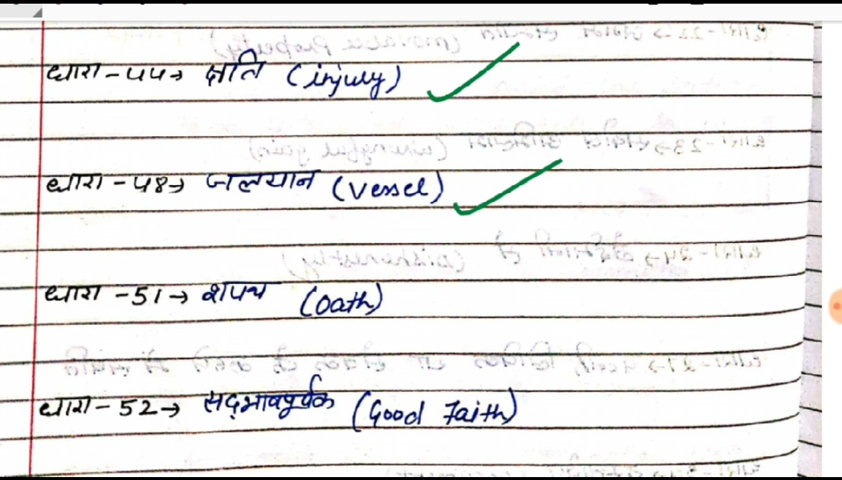 धारा-44→ क्षति (injury)
धारा-48→ जलयान (Vessel)
धारा-51→ शपथ (Oath)
धारा-52→ सद्भावपूर्वक (Good Faith)